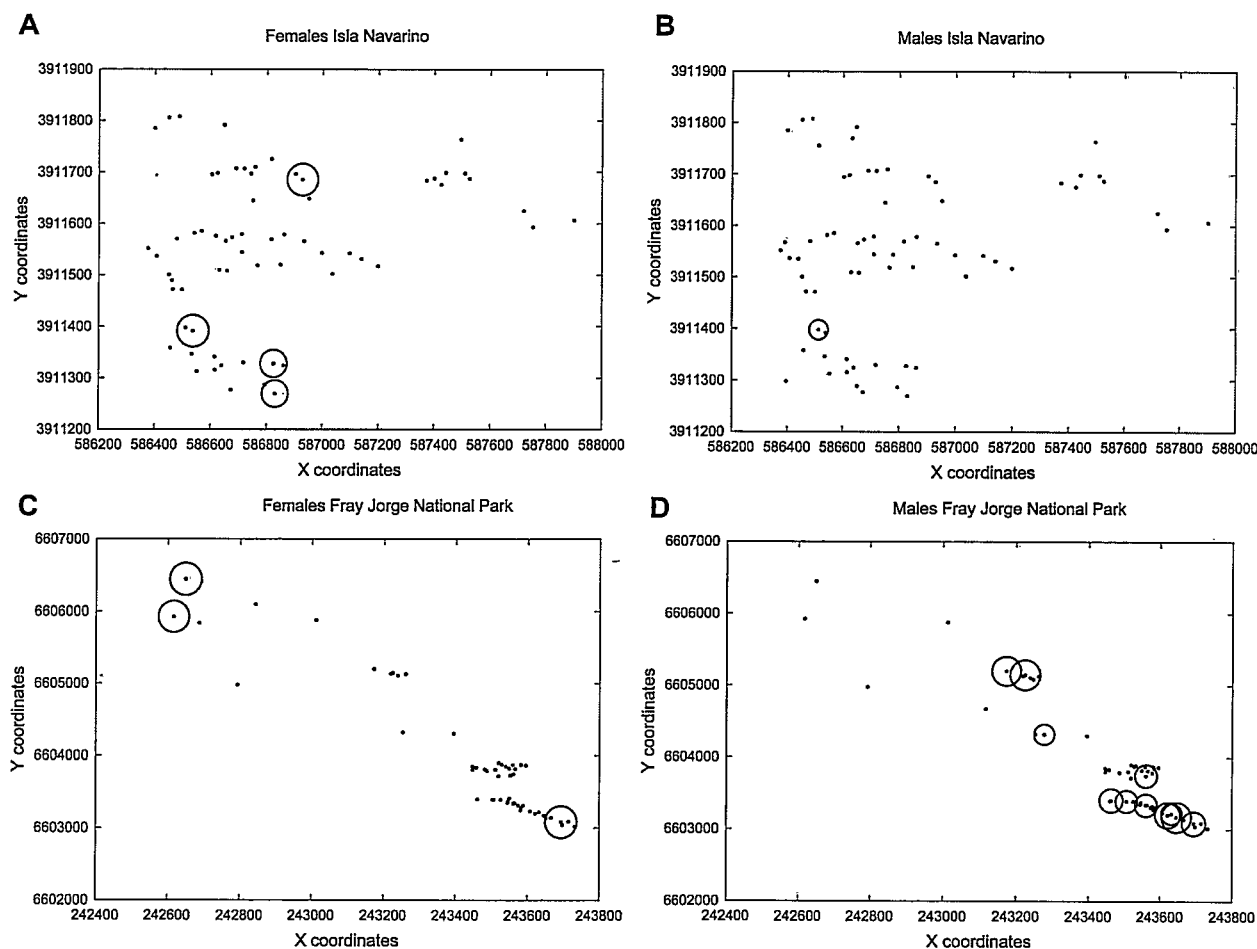 A
Females Isla Navarino
3911900
3911800
3911700
3911600
3911500
3911400
3911300
3911200
Y coordinates
586200 586400 586600 586800 587000 587200 587400 587600 587800 588000
X coordinates
B
Males Isla Navarino
3911900
3911800
3911700
3911600
3911500
3911400
3911300
3911200
Y coordinates
586200 586400 586600 586800 587000 587200 587400 587600 587800 588000
X coordinates
C
Females Fray Jorge National Park
6607000
6606000
6605000
6604000
6603000
6602000
Y coordinates
242400 242600 242800 243000 243200 243400 243600 243800
X coordinates
D
Males Fray Jorge National Park
6607000
6606000
6605000
6604000
6603000
6602000
Y coordinates
242400 242600 242800 243000 243200 243400 243600 243800
X coordinates